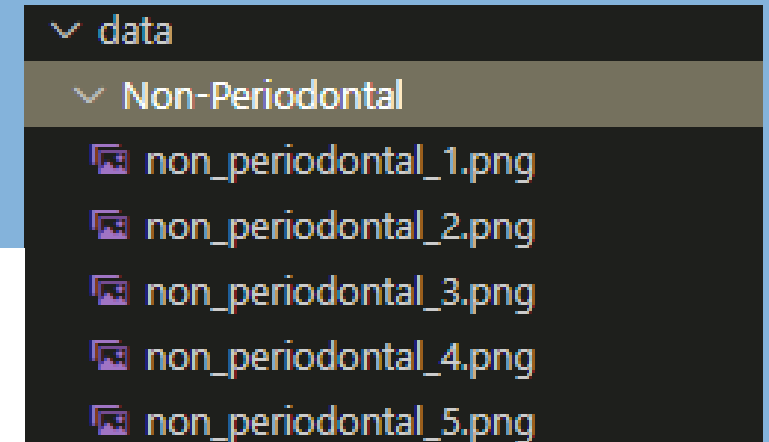 data
Non-Periodontal
non_periodontal_1.png
non_periodontal_2.png
non_periodontal_3.png
non_periodontal_4.png
non_periodontal_5.png